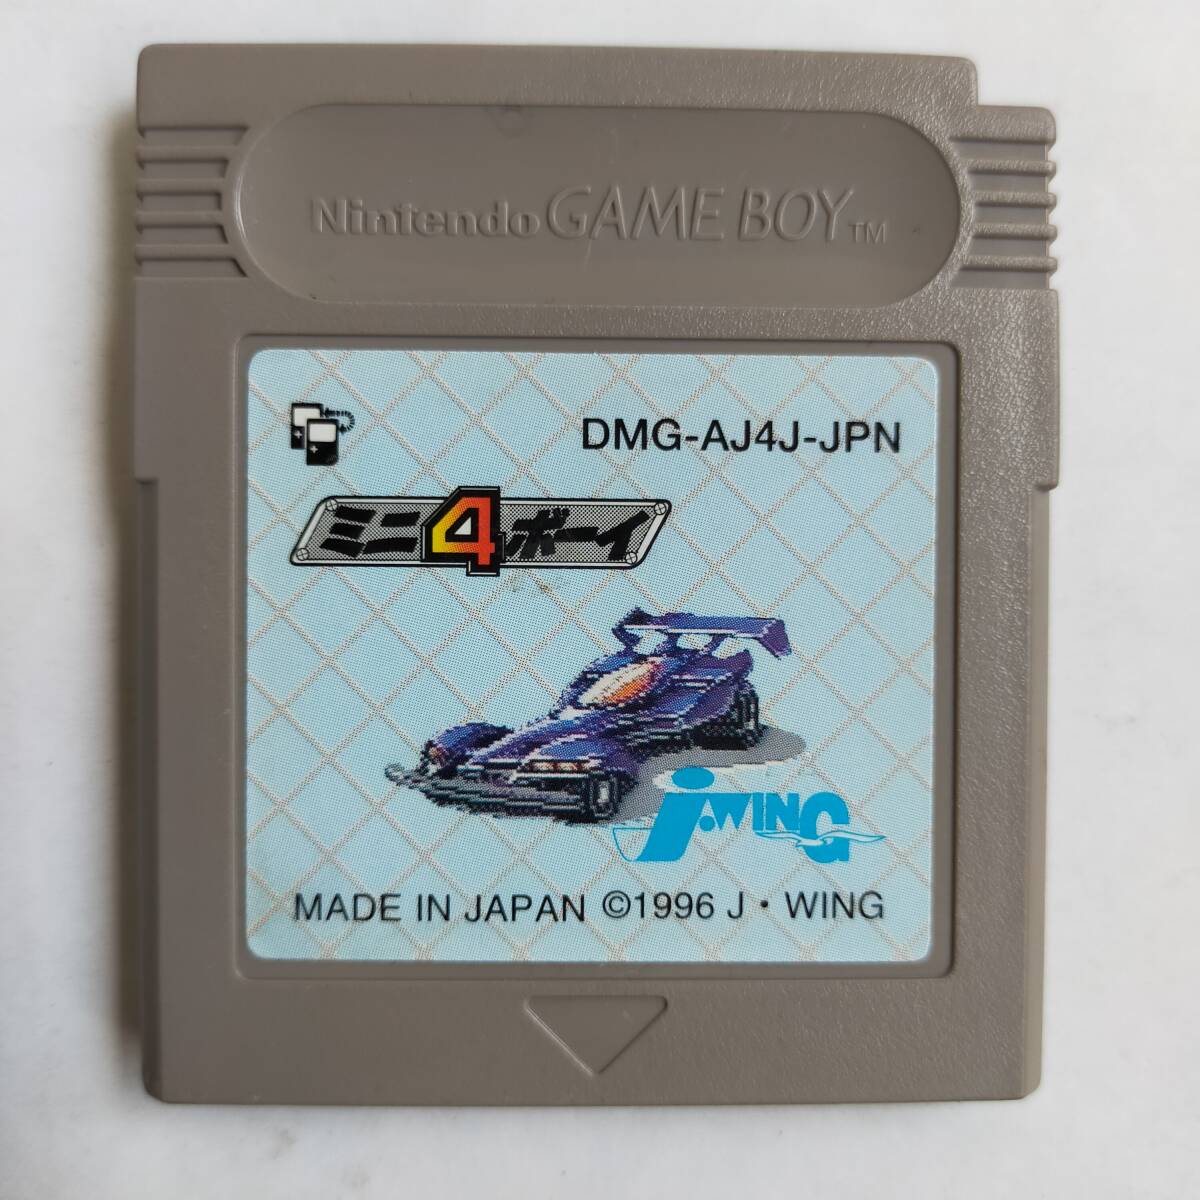 Nintendo GAME BOY™
DMG-AJ4J-JPN
ミニ4ボーイ
J.WING
MADE IN JAPAN ©1996 J・WING